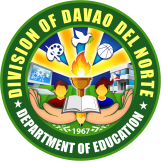 DIVISION OF DAVAO DEL NORTE
1967
DEPARTMENT OF EDUCATION